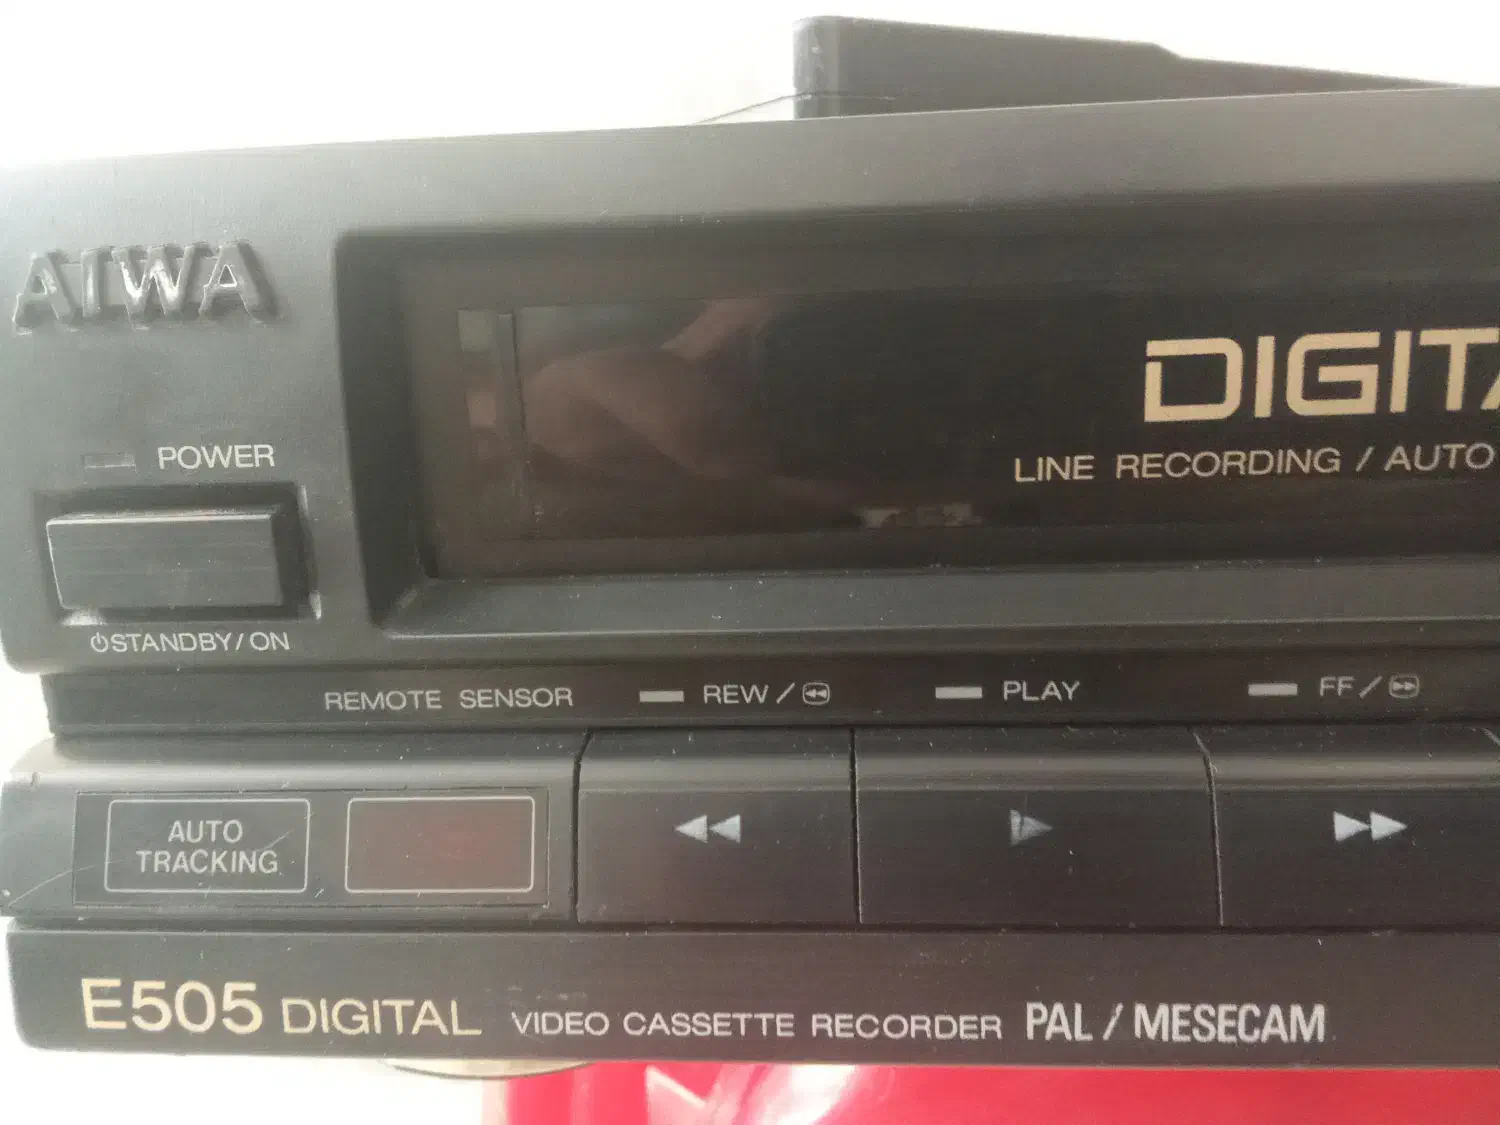 AIWA
DIGITA
LINE RECORDING / AUTO
POWER
⏻STANDBY/ON
REMOTE SENSOR
REW / ⏪
PLAY
FF / ⏩
AUTO
TRACKING
E505 DIGITAL VIDEO CASSETTE RECORDER PAL / MESECAM